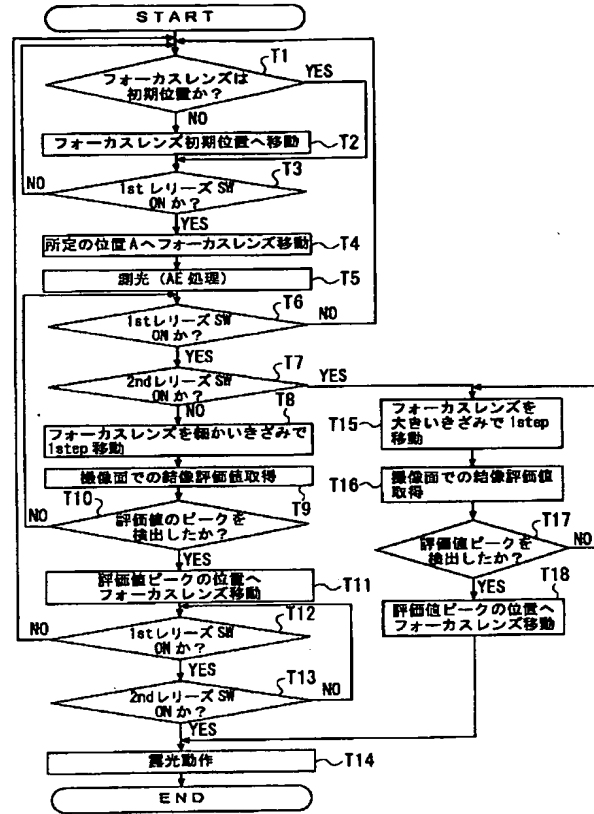 START
T1
フォーカスレンズは
初期位置か？
YES
NO
フォーカスレンズ初期位置へ移動
T2
T3
NO
1stレリーズSW
ONか？
YES
所定の位置Aへフォーカスレンズ移動
T4
測光（AE処理）
T5
T6
1stレリーズSW
ONか？
NO
YES
T7
2ndレリーズSW
ONか？
YES
NO
T8
フォーカスレンズを細かいきざみで
1step移動
撮像面での結像評価値取得
T9
T10
NO
評価値のピークを
検出したか？
YES
評価値ピークの位置へ
フォーカスレンズ移動
T11
T12
NO
1stレリーズSW
ONか？
YES
T13
2ndレリーズSW
ONか？
NO
YES
露光動作
T14
END
フォーカスレンズを
大きいきざみで1step
移動
T15
撮像面での結像評価値
取得
T16
T17
評価値ピークを
検出したか？
NO
YES
T18
評価値ピークの位置へ
フォーカスレンズ移動